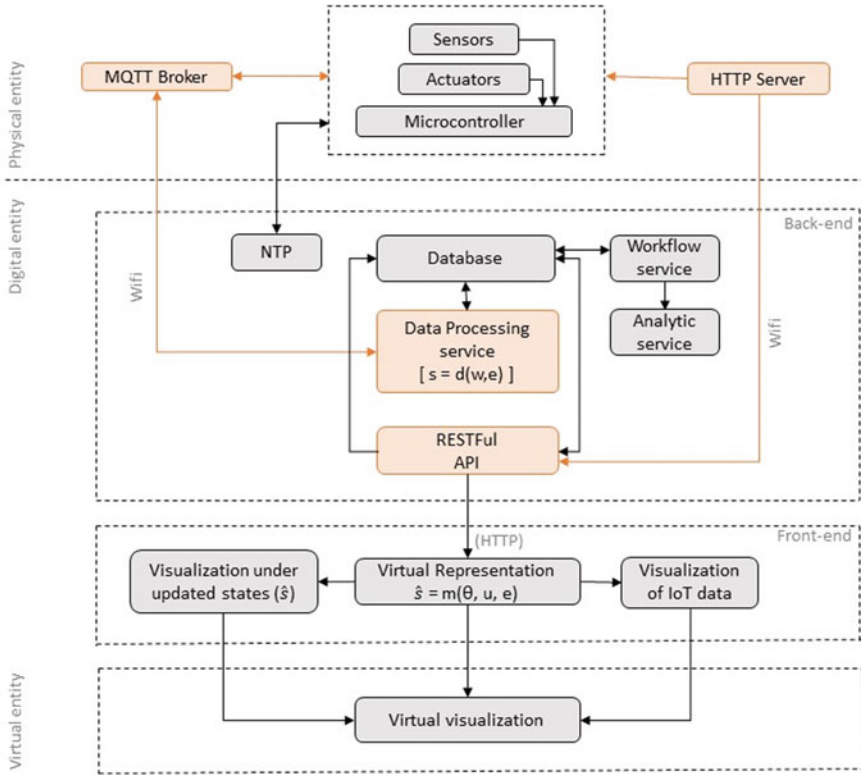 Physical entity
Sensors
MQTT Broker
Actuators
HTTP Server
Microcontroller
Digital entity
Back-end
NTP
Database
Workflow
service
Wifi
Data Processing
service
[ s = d(w,e) ]
Analytic
service
Wifi
RESTFul
API
(HTTP)
Front-end
Visualization under
updated states (ŝ)
Virtual Representation
ŝ = m(θ, u, e)
Visualization
of IoT data
Virtual entity
Virtual visualization